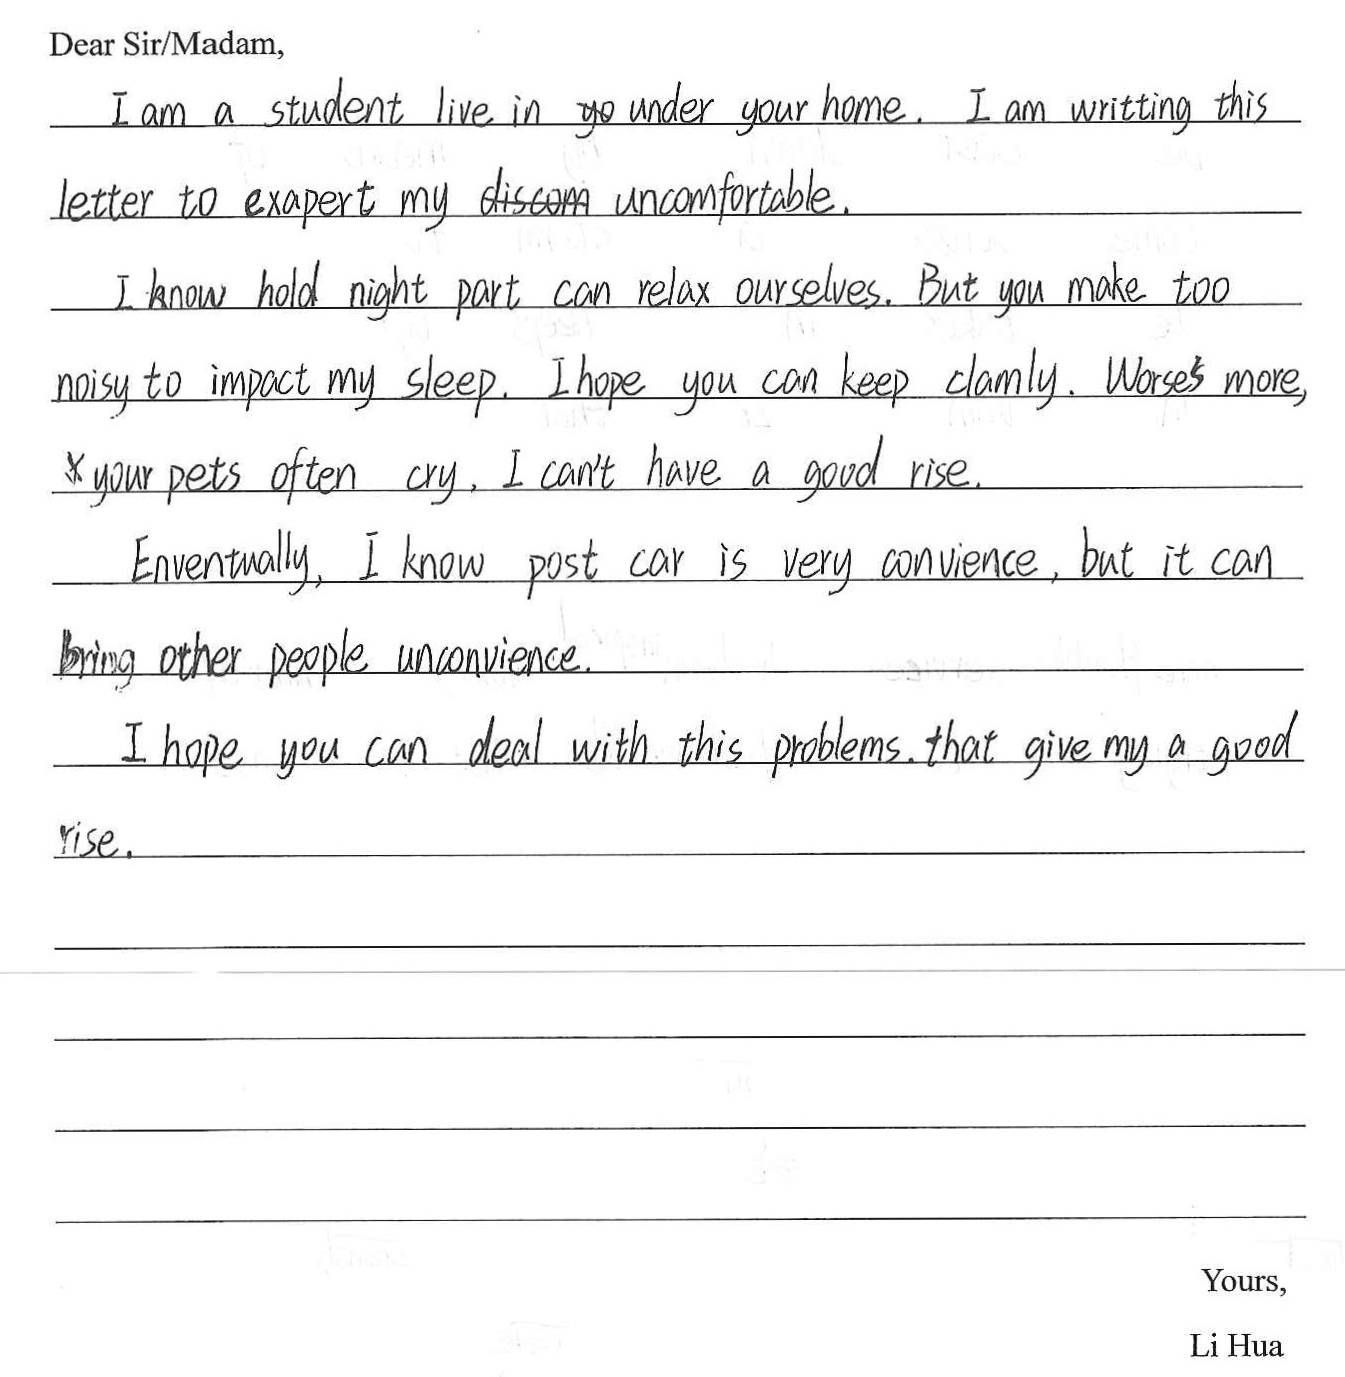 Dear Sir/Madam,
I am a student live in under your home. I am writting this
letter to exapert my uncomfortable.
I know hold night part can relax ourselves. But you make too
noisy to impact my sleep. I hope you can keep clamly. Worse's more,
your pets often cry, I can't have a good rise.
Enventually, I know post car is very convience, but it can
bring other people unconvience.
I hope you can deal with this problems. that give my a good
rise.
Yours,
Li Hua